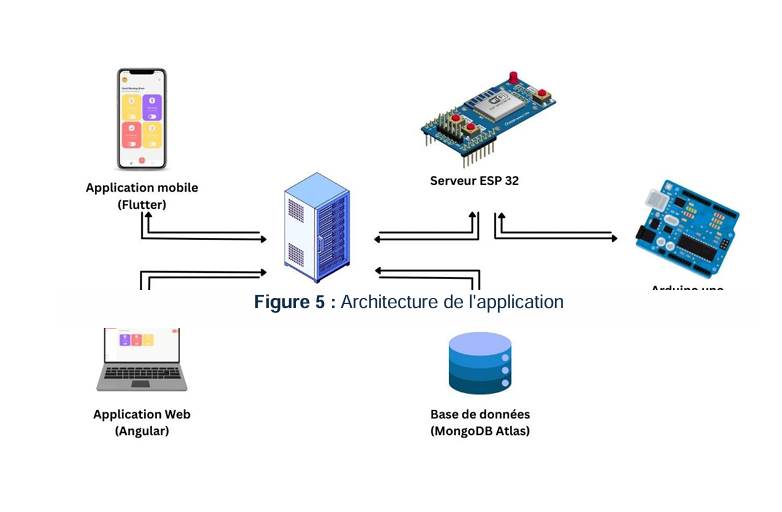 Application mobile
(Flutter)
Serveur ESP 32
Arduino uno
Figure 5 : Architecture de l'application
Application Web
(Angular)
Base de données
(MongoDB Atlas)